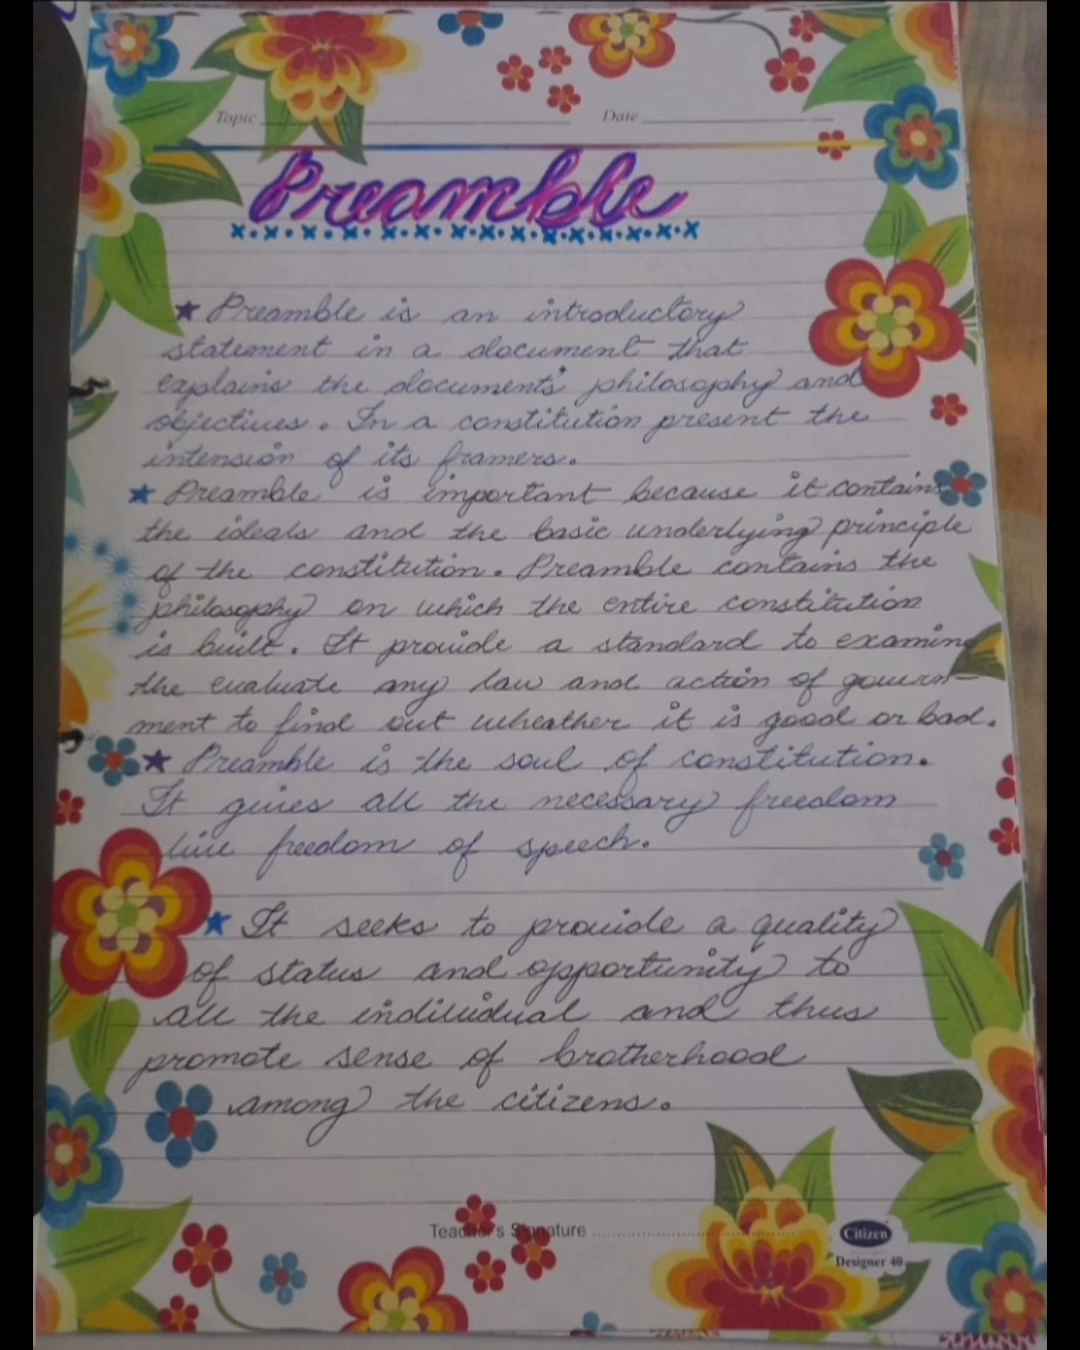 Topic
Date
Preamble
Preamble is an introductory
statement in a document that
explains the documents' philosophy and
objectives. In a constitution present the
intension of its framers.
Preamble is important because it contains
the ideals and the basic underlying principle
of the constitution. Preamble contains the
philosophy on which the entire constitution
is built. It provide a standard to examine
the evaluate any law and action of govern-
ment to find out wheather it is good or bad.
Preamble is the soul of constitution.
It gives all the necessary freedom
like freedom of speech.
It seeks to provide a quality
of status and opportunity to
all the individual and thus
promote sense of brotherhood
among the citizens.
Teacher's Signature
Citizen
Designer 40